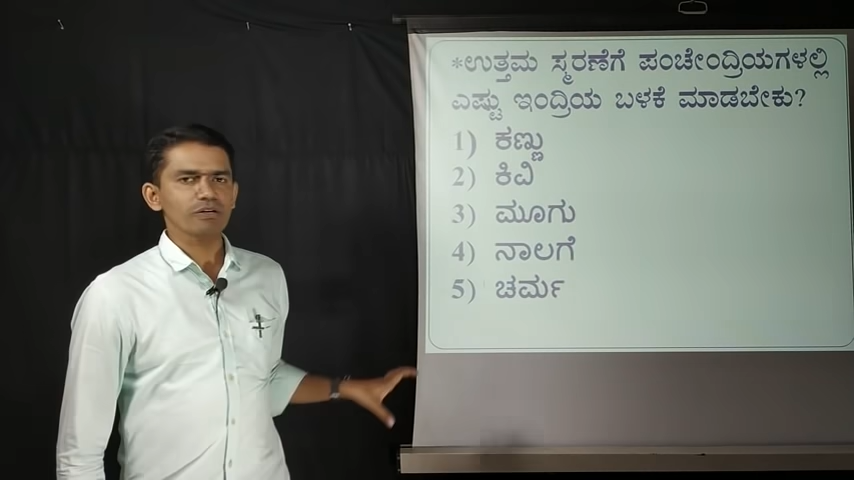 *ಉತ್ತಮ ಸ್ಮರಣೆಗೆ ಪಂಚೇಂದ್ರಿಯಗಳಲ್ಲಿ
ಎಷ್ಟು ಇಂದ್ರಿಯ ಬಳಕೆ ಮಾಡಬೇಕು?
1) ಕಣ್ಣು
2) ಕಿವಿ
3) ಮೂಗು
4) ನಾಲಗೆ
5) ಚರ್ಮ